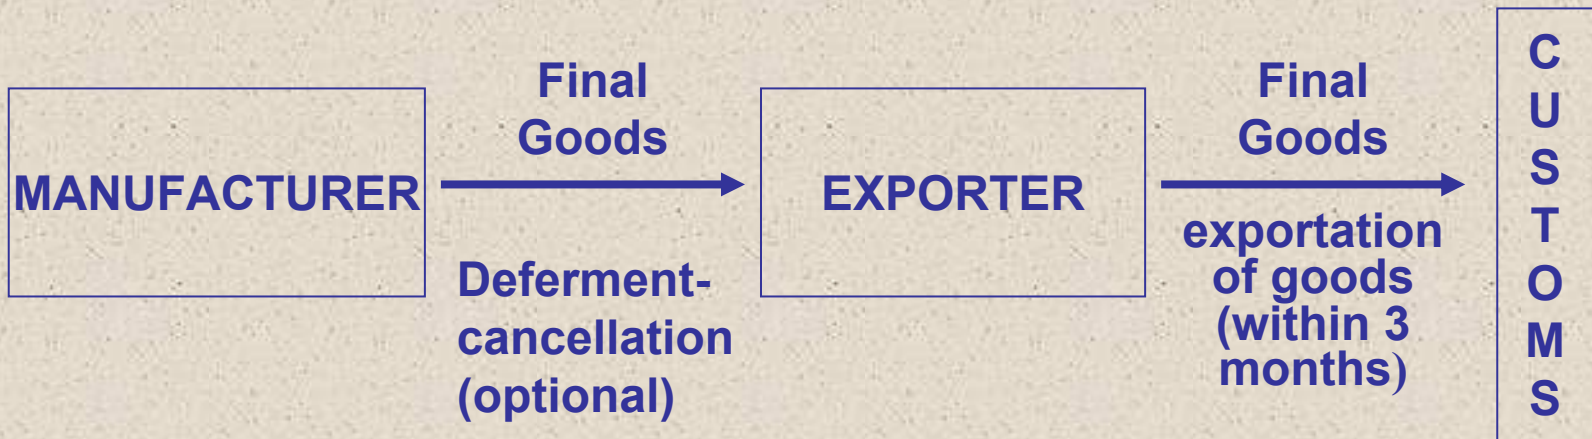 MANUFACTURER
Final
Goods
Deferment-
cancellation
(optional)
EXPORTER
Final
Goods
exportation
of goods
(within 3
months)
C
U
S
T
O
M
S